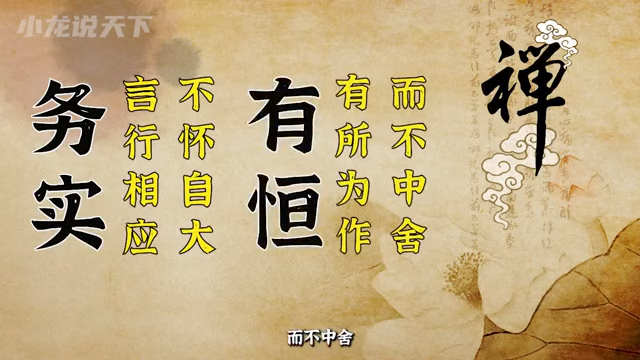 小龙说天下
禅
务实
言行相应
不怀自大
有恒
有所为作
而不中舍
而不中舍